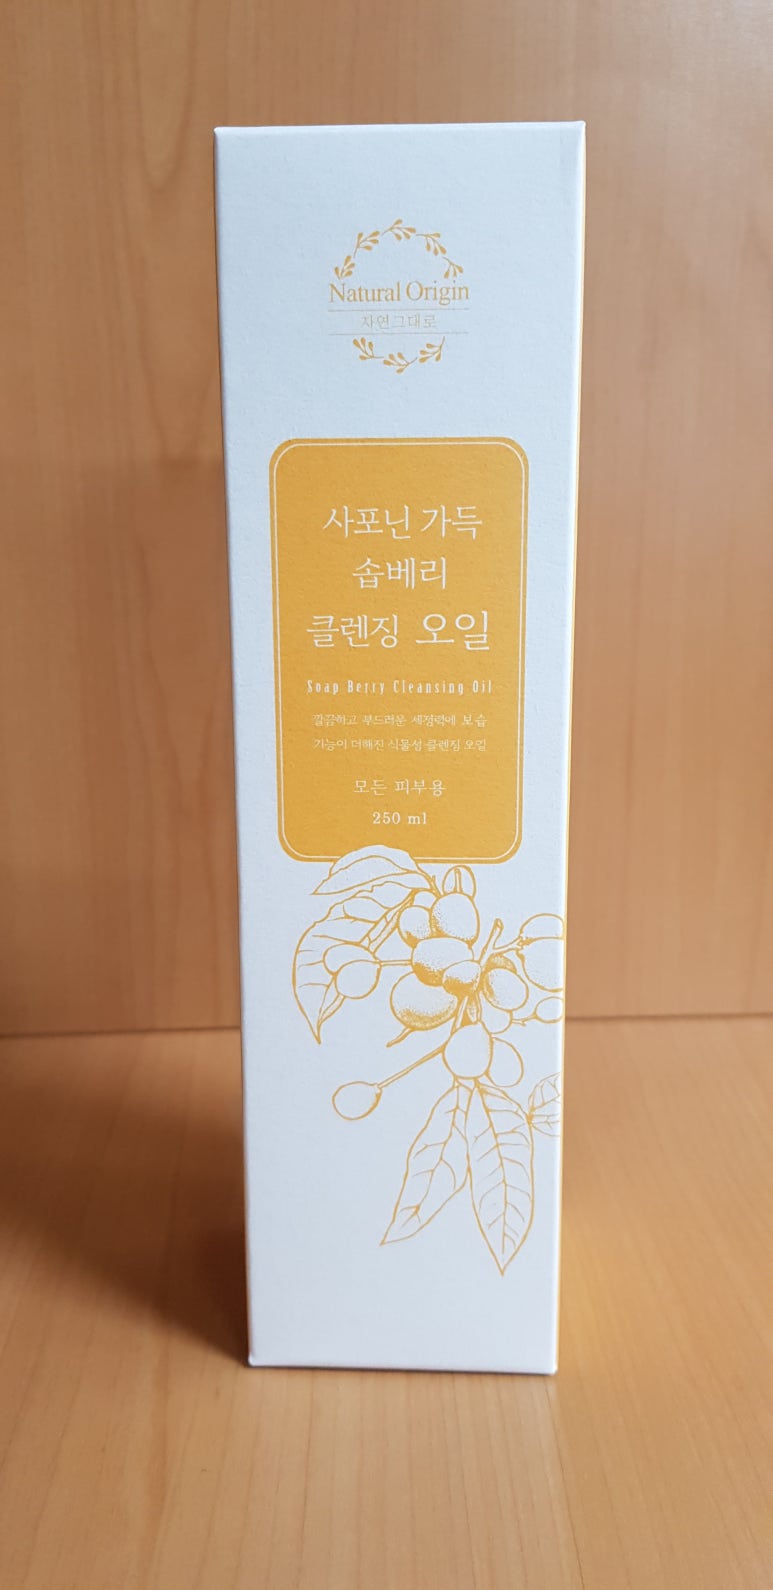 Natural Origin
자연그대로
사포닌 가득
솝베리
클렌징 오일
Soap Berry Cleansing Oil
깔끔하고 부드러운 세정력에 보습
기능이 더해진 식물성 클렌징 오일
모든 피부용
250 ml